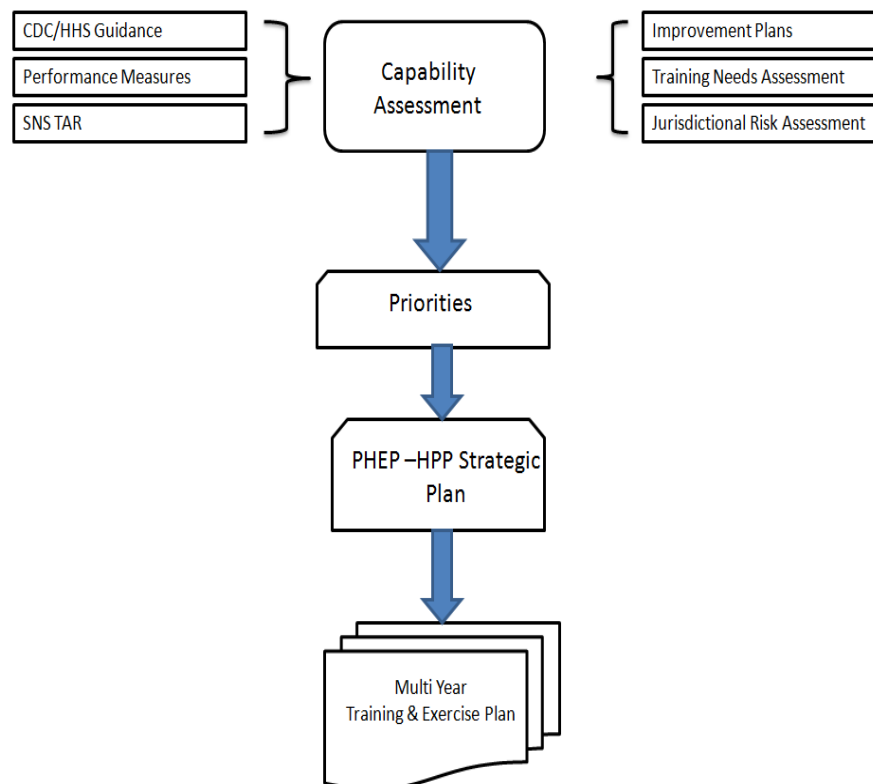 CDC/HHS Guidance
Performance Measures
SNS TAR
Capability
Assessment
Improvement Plans
Training Needs Assessment
Jurisdictional Risk Assessment
Priorities
PHEP –HPP Strategic
Plan
Multi Year
Training & Exercise Plan